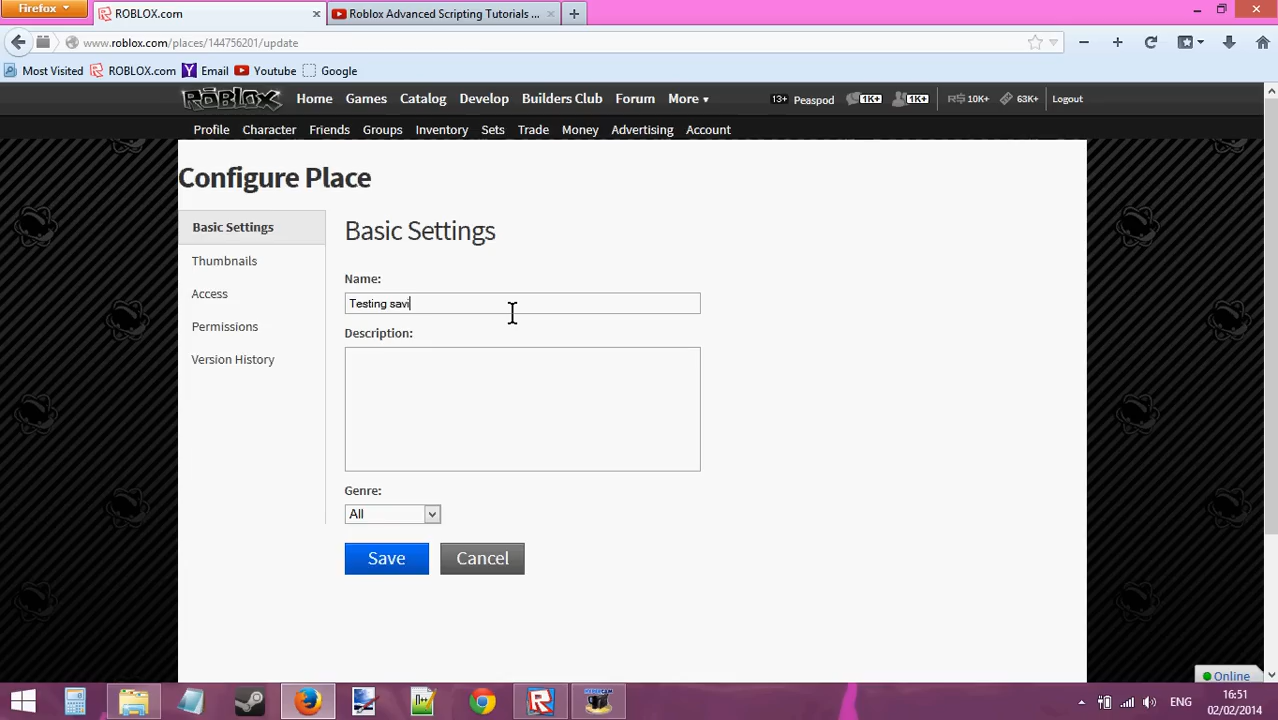 Firefox
ROBLOX.com
Roblox Advanced Scripting Tutorials ...
www.roblox.com/places/144756201/update
Most Visited ROBLOX.com Email Youtube Google
ROBLOX Home Games Catalog Develop Builders Club Forum More 13+ Peaspod 1K+ 1K+ R$ 10K+ 63K+ Logout
Profile Character Friends Groups Inventory Sets Trade Money Advertising Account
Configure Place
Basic Settings
Thumbnails
Access
Permissions
Version History
Basic Settings
Name:
Testing savi
Description:
Genre:
All
Save Cancel
Online
ENG
16:51
02/02/2014